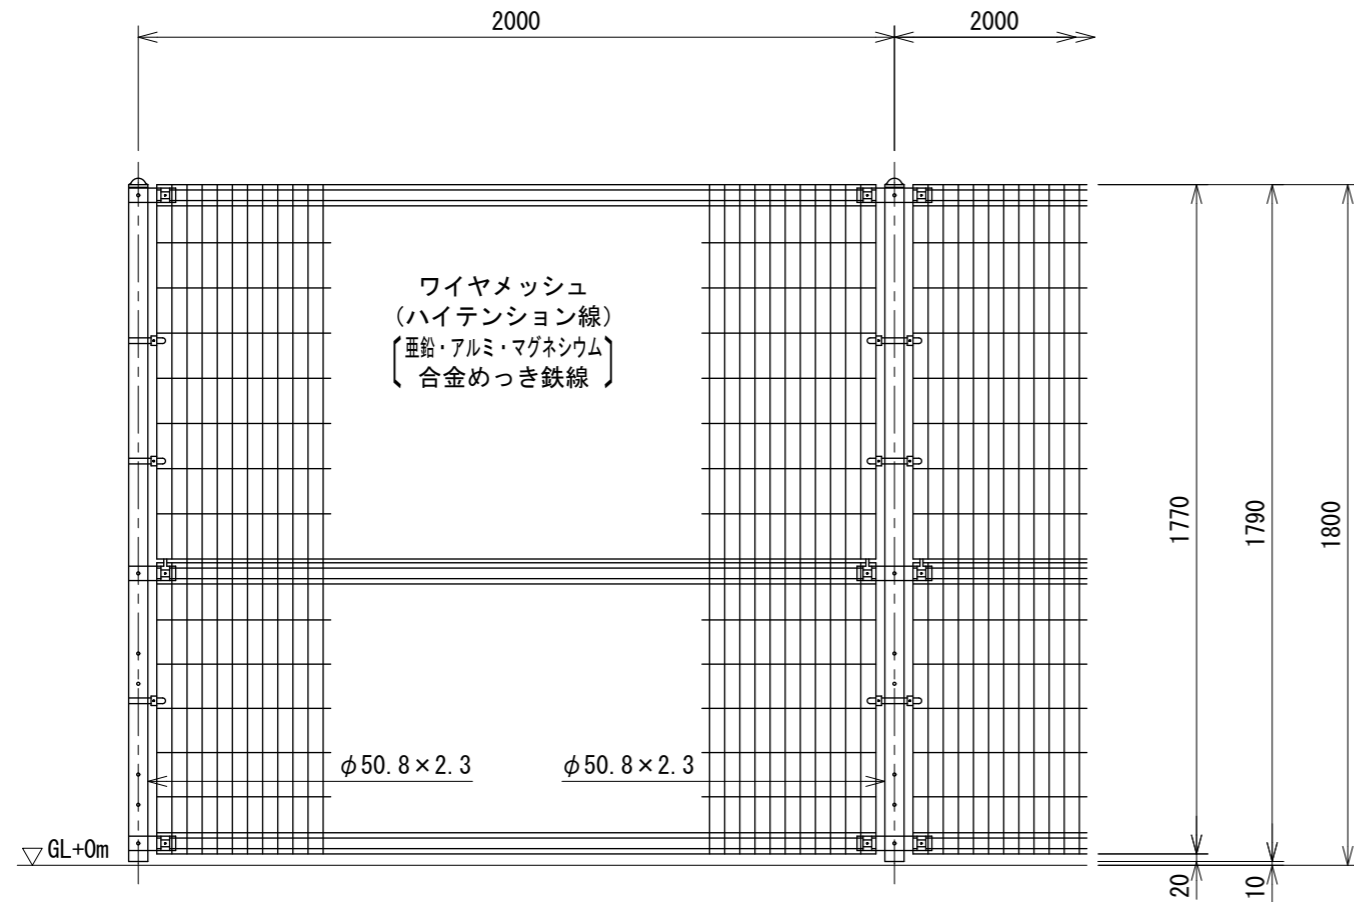 2000
2000
ワイヤメッシュ
(ハイテンション線)
亜鉛・アルミ・マグネシウム
合金めっき鉄線
1770
1790
1800
φ50.8×2.3
φ50.8×2.3
GL+0m
20
10